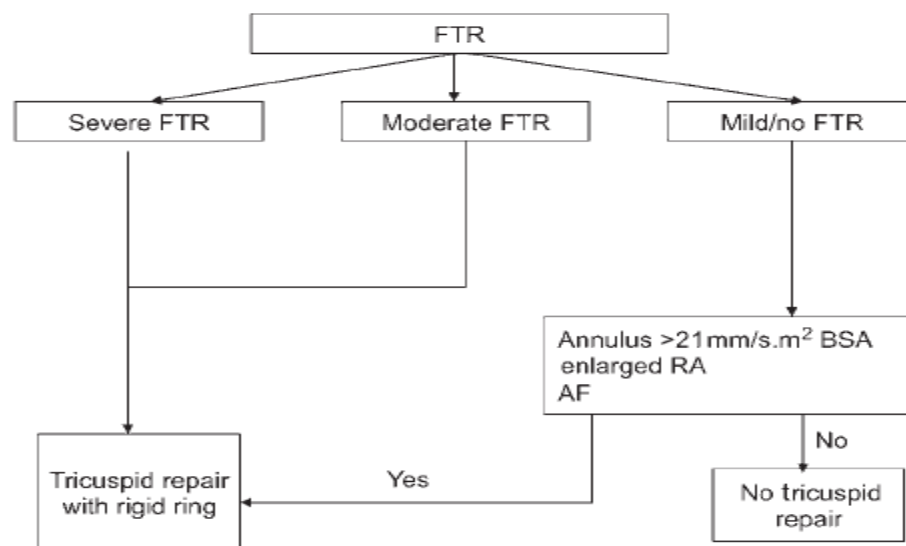 FTR
Severe FTR
Moderate FTR
Mild/no FTR
Annulus >21mm/s.m² BSA
enlarged RA
AF
No
Yes
Tricuspid repair
with rigid ring
No tricuspid
repair